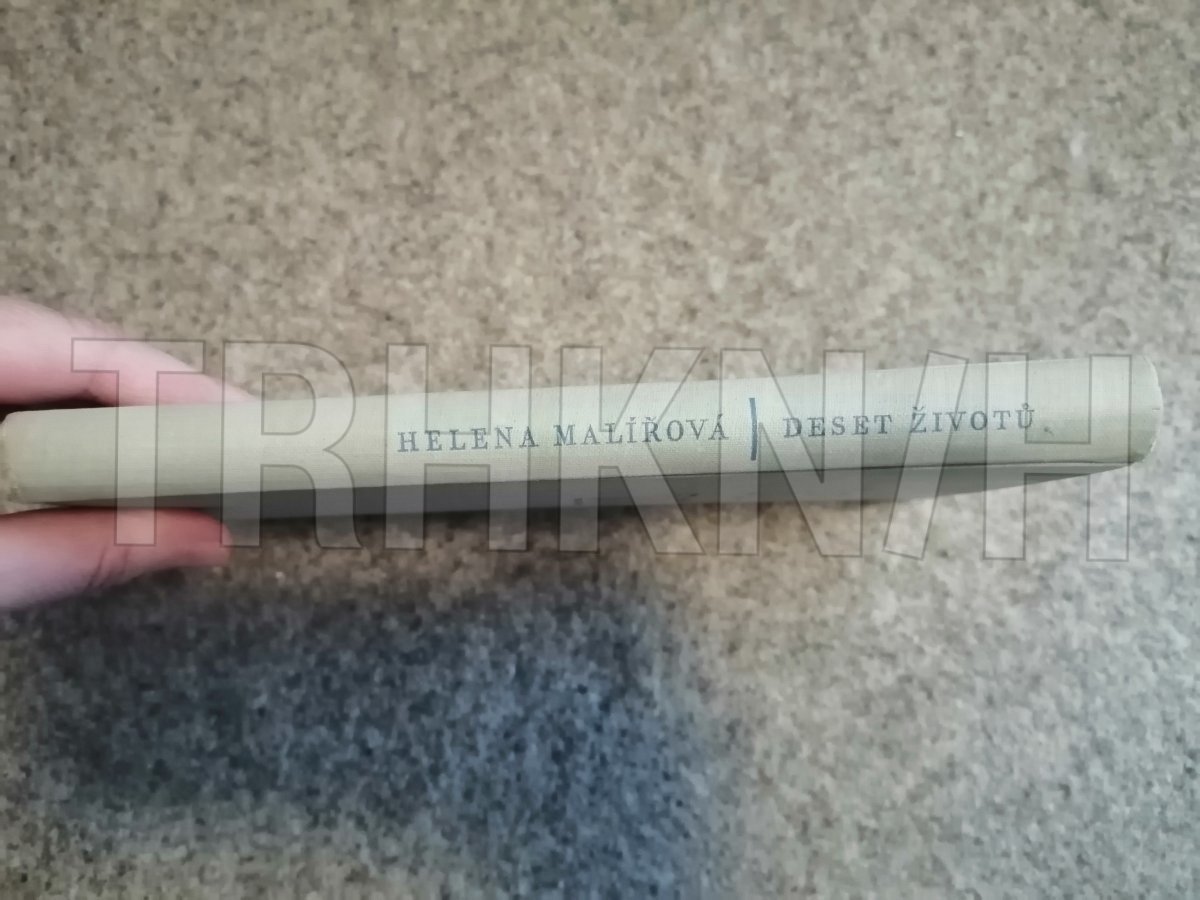 HELENA MALÍŘOVÁ | DESET ŽIVOTŮ
TRHKNIH